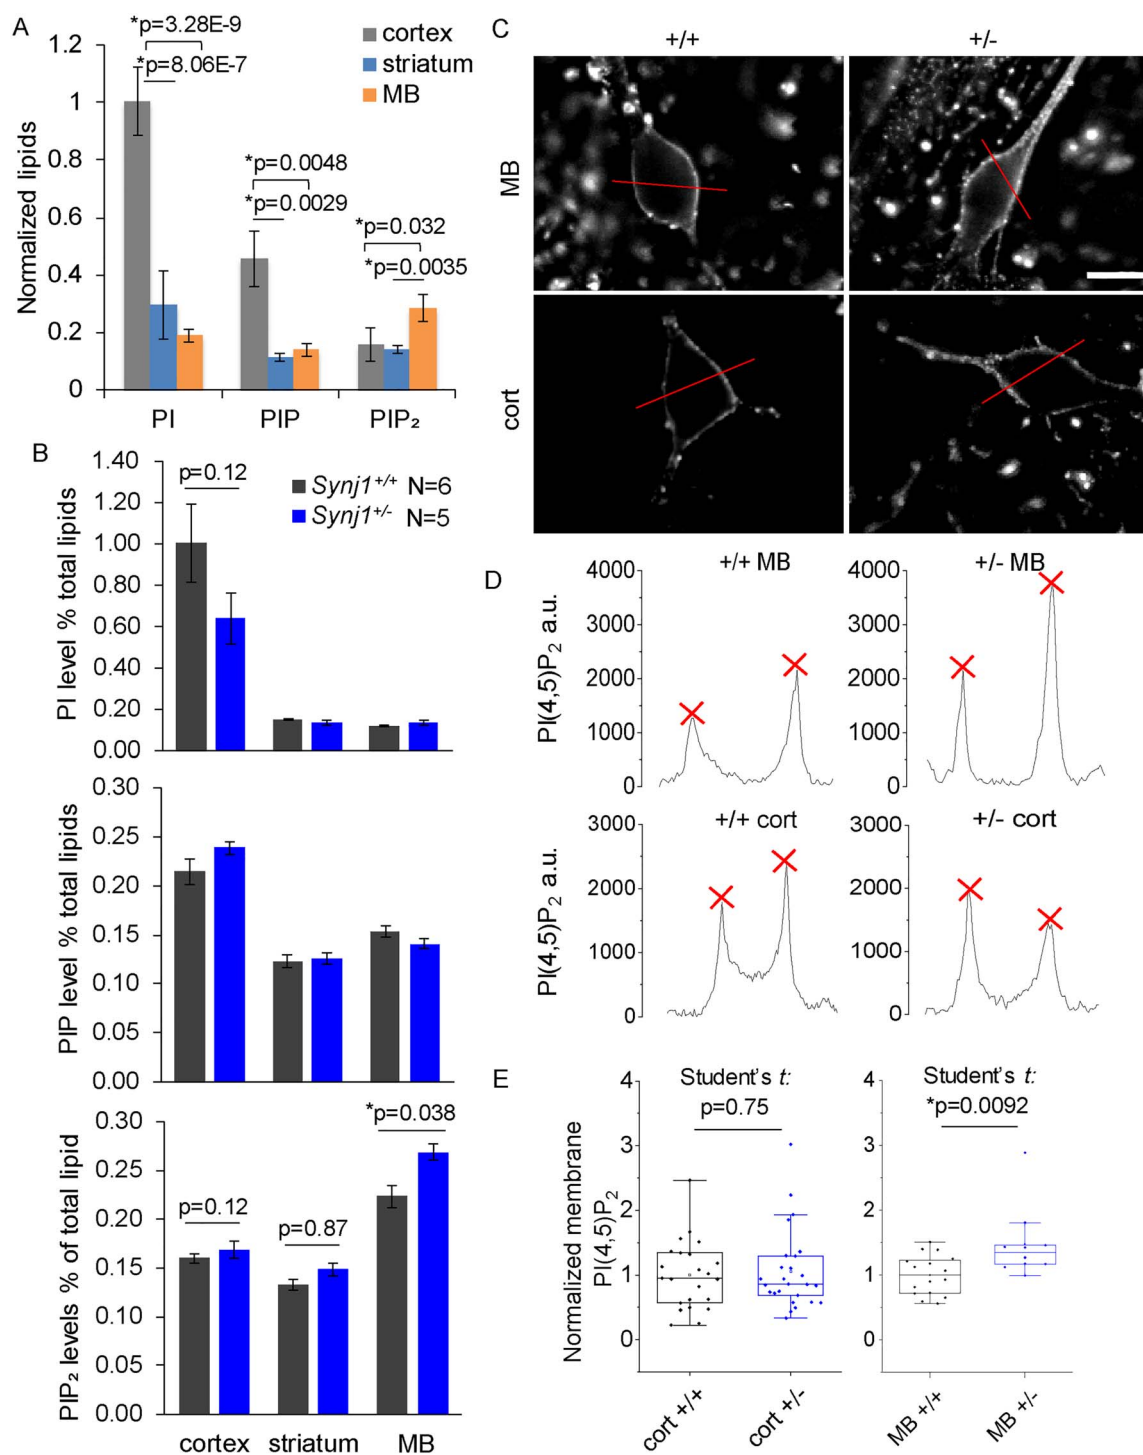 A
*p=3.28E-9
*p=8.06E-7
cortex
striatum
MB
*p=0.0048
*p=0.0029
*p=0.032
*p=0.0035
Normalized lipids
1.2
1
0.8
0.6
0.4
0.2
0
PI
PIP
PIP₂
B
1.40
1.20
1.00
0.80
0.60
0.40
0.20
0.00
PI level % total lipids
p=0.12
Synj1+/+ N=6
Synj1+/- N=5
0.30
0.25
0.20
0.15
0.10
0.05
0.00
PIP level % total lipids
0.30
0.25
0.20
0.15
0.10
0.05
0.00
PIP₂ levels % of total lipid
p=0.12
p=0.87
*p=0.038
cortex
striatum
MB
C
+/+
+/-
MB
cort
D
+/+ MB
+/- MB
PI(4,5)P₂ a.u.
4000
3000
2000
1000
0
4000
3000
2000
1000
0
+/+ cort
+/- cort
PI(4,5)P₂ a.u.
3000
2000
1000
0
3000
2000
1000
0
E
Normalized membrane
PI(4,5)P₂
4
3
2
1
0
Student's t:
p=0.75
cort +/+
cort +/-
4
3
2
1
0
Student's t:
*p=0.0092
MB +/+
MB +/-